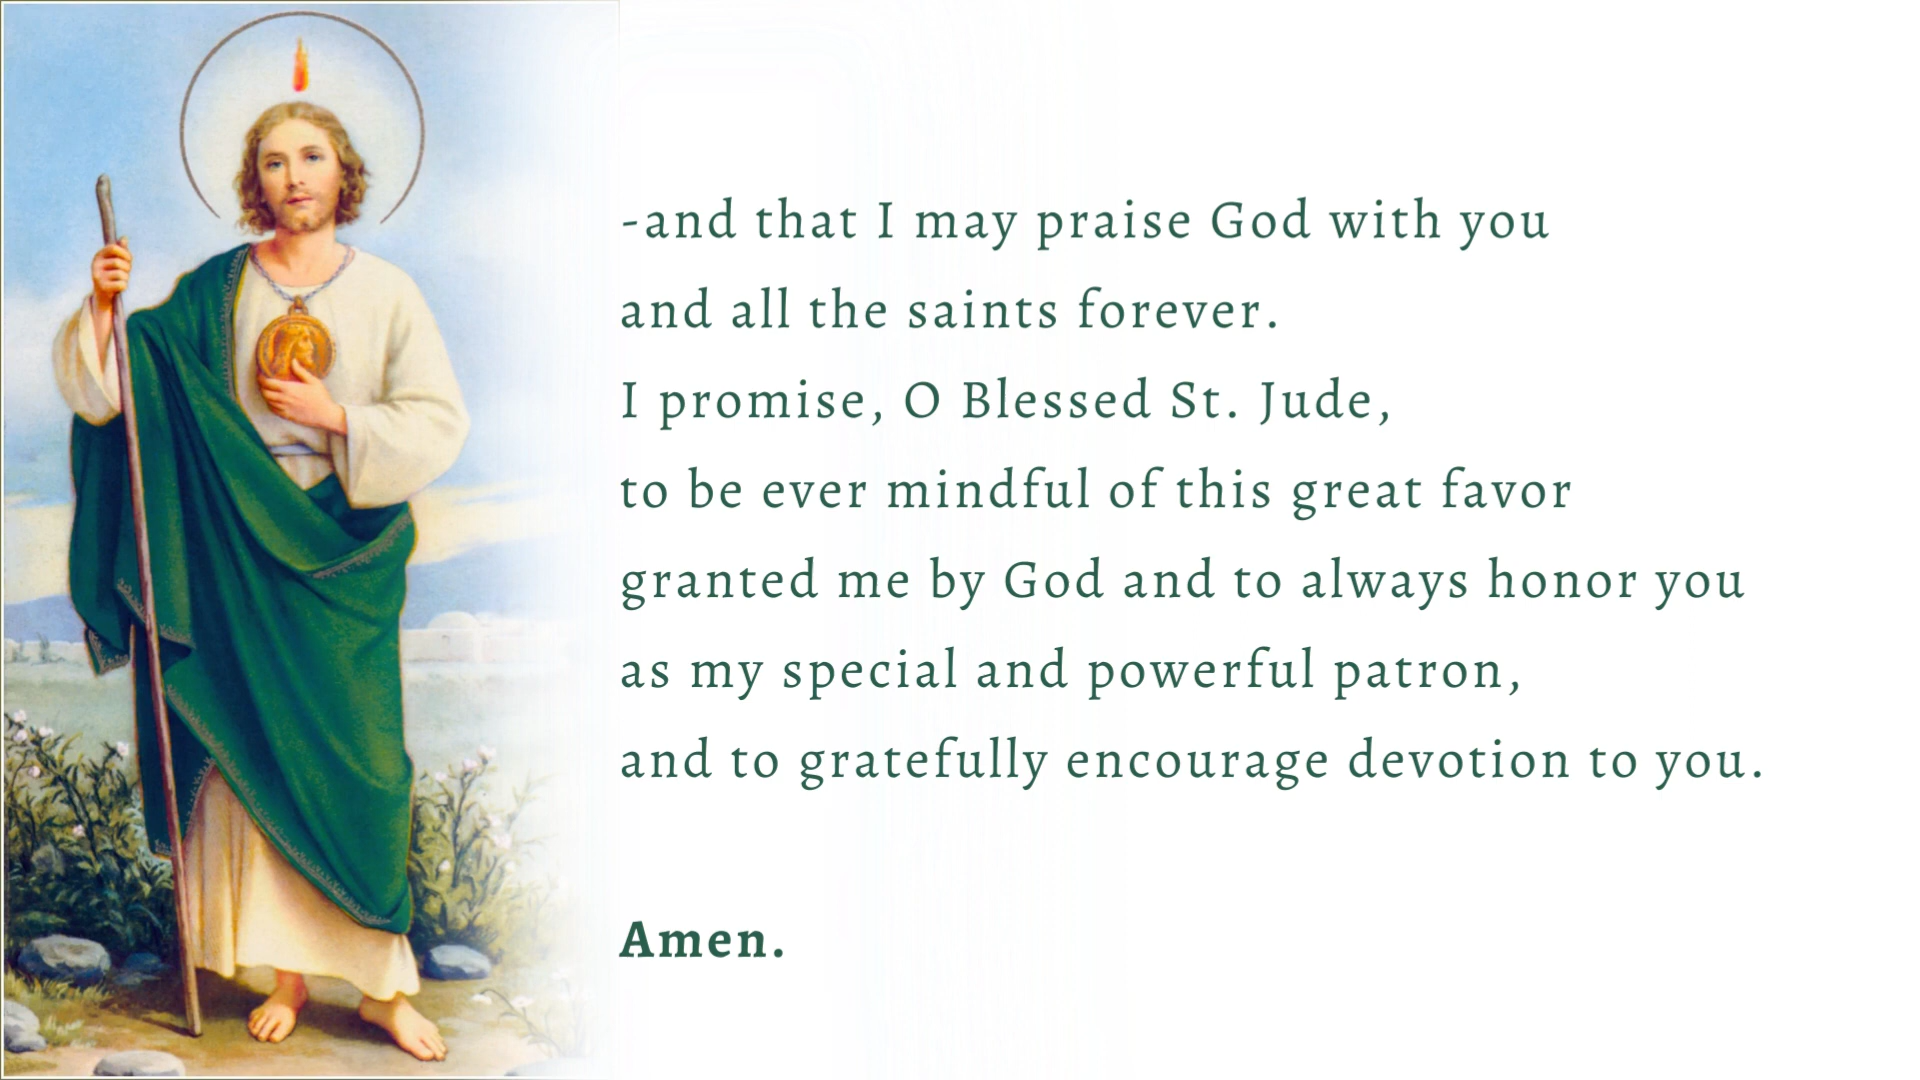 -and that I may praise God with you
and all the saints forever.
I promise, O Blessed St. Jude,
to be ever mindful of this great favor
granted me by God and to always honor you
as my special and powerful patron,
and to gratefully encourage devotion to you.
Amen.